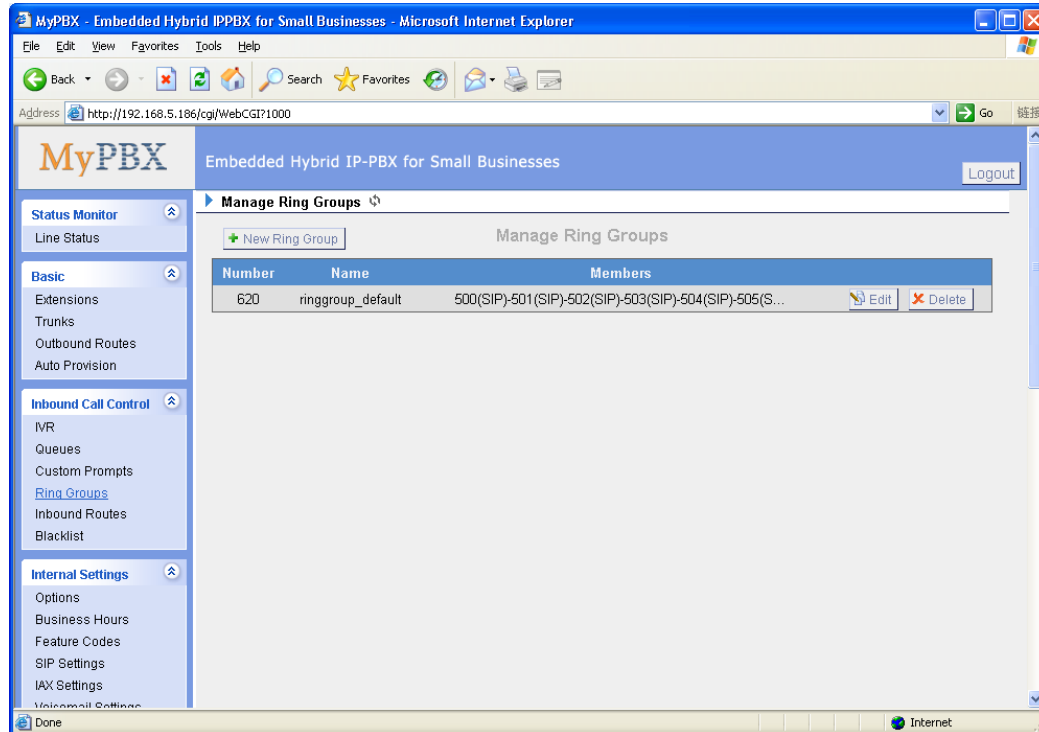 MyPBX - Embedded Hybrid IPPBX for Small Businesses - Microsoft Internet Explorer
File Edit View Favorites Tools Help
Back Search Favorites
Address http://192.168.5.186/cgi/WebCGI?1000 Go 链接
MyPBX Embedded Hybrid IP-PBX for Small Businesses
Logout
Manage Ring Groups
Status Monitor
Line Status
New Ring Group Manage Ring Groups
Number Name Members
620 ringgroup_default 500(SIP)-501(SIP)-502(SIP)-503(SIP)-504(SIP)-505(S... Edit Delete
Basic
Extensions
Trunks
Outbound Routes
Auto Provision
Inbound Call Control
IVR
Queues
Custom Prompts
Ring Groups
Inbound Routes
Blacklist
Internal Settings
Options
Business Hours
Feature Codes
SIP Settings
IAX Settings
Voicemail Settings
Done Internet